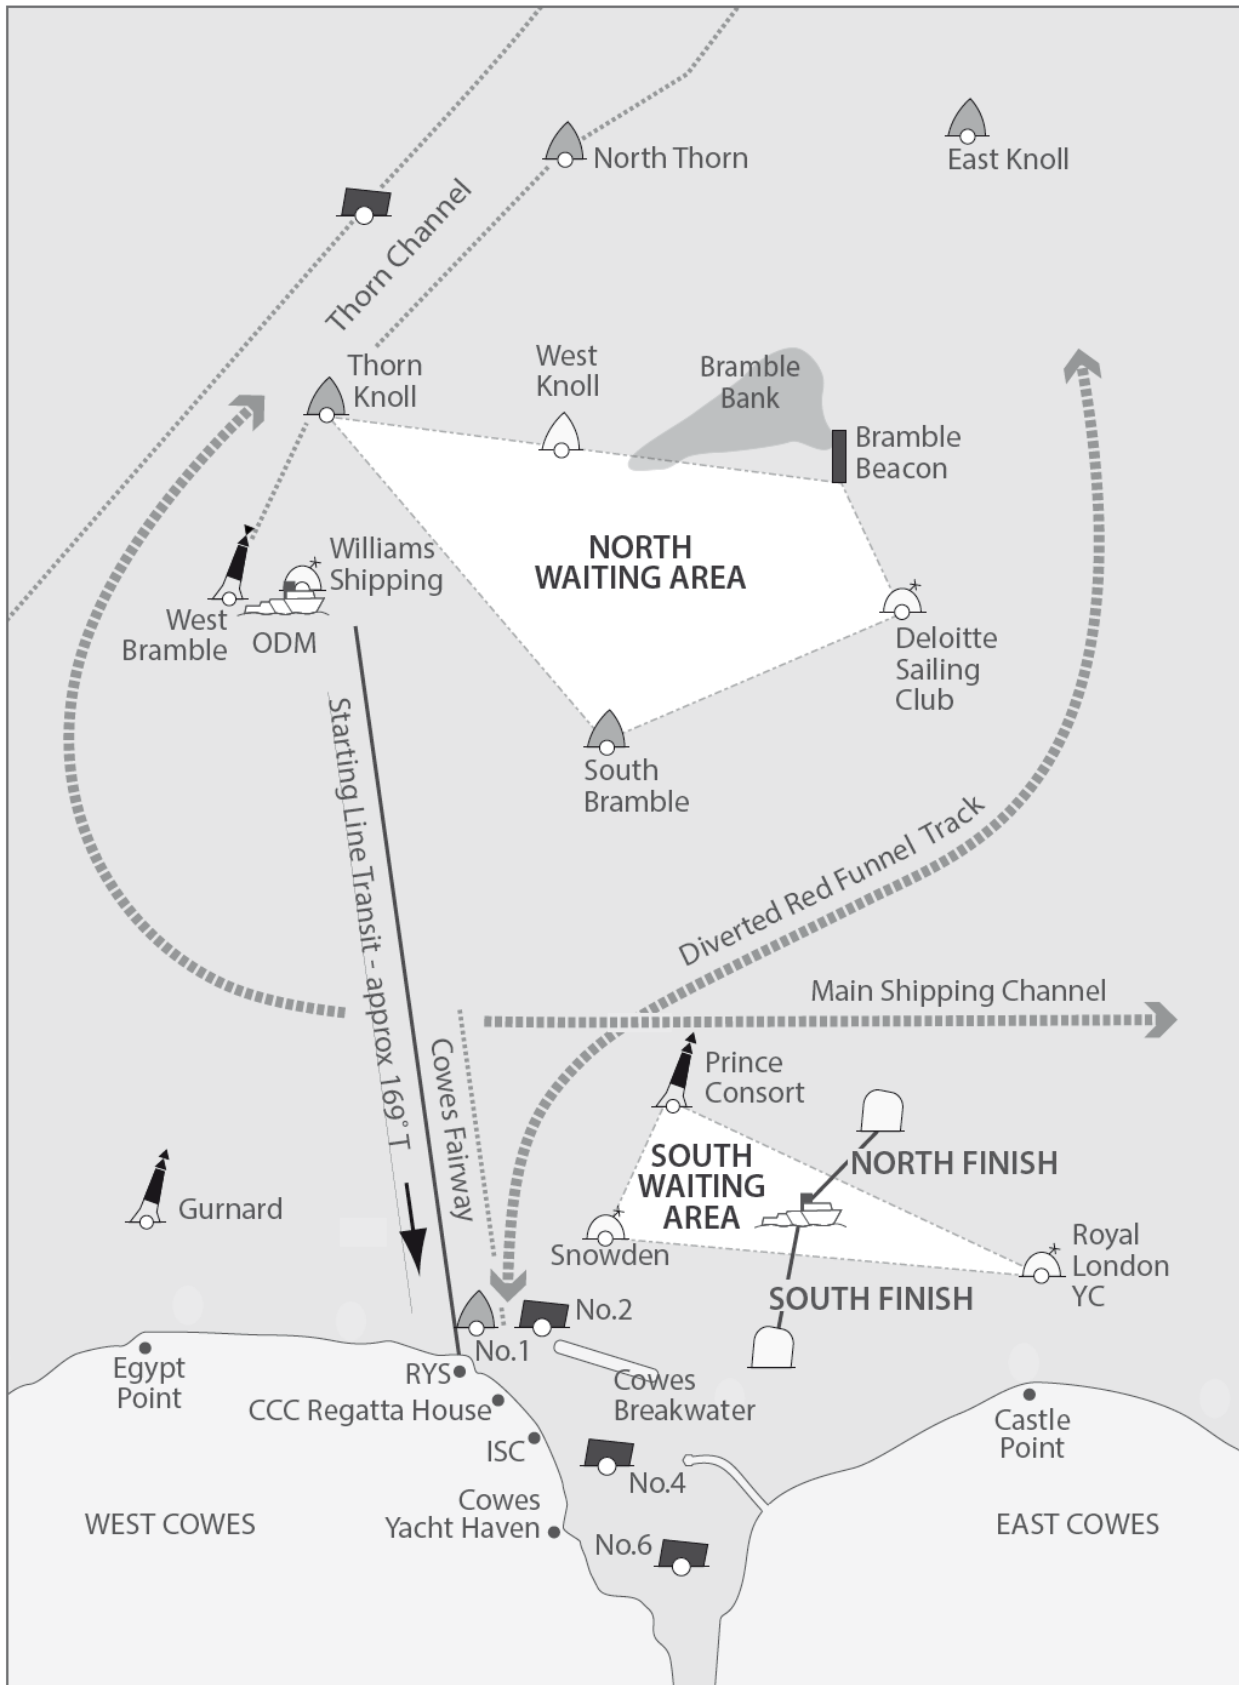 North Thorn
East Knoll
Thorn Channel
Thorn
Knoll
West
Knoll
Bramble
Bank
Bramble
Beacon
NORTH
WAITING AREA
Williams
Shipping
West
Bramble
ODM
Deloitte
Sailing
Club
South
Bramble
Starting Line Transit - approx 169° T
Diverted Red Funnel Track
Main Shipping Channel
Cowes Fairway
Prince
Consort
SOUTH
WAITING
AREA
NORTH FINISH
Gurnard
Snowden
Royal
London
YC
SOUTH FINISH
No.2
No.1
Egypt
Point
RYS
CCC Regatta House
Cowes
Breakwater
Castle
Point
ISC
No.4
Cowes
Yacht Haven
No.6
WEST COWES
EAST COWES